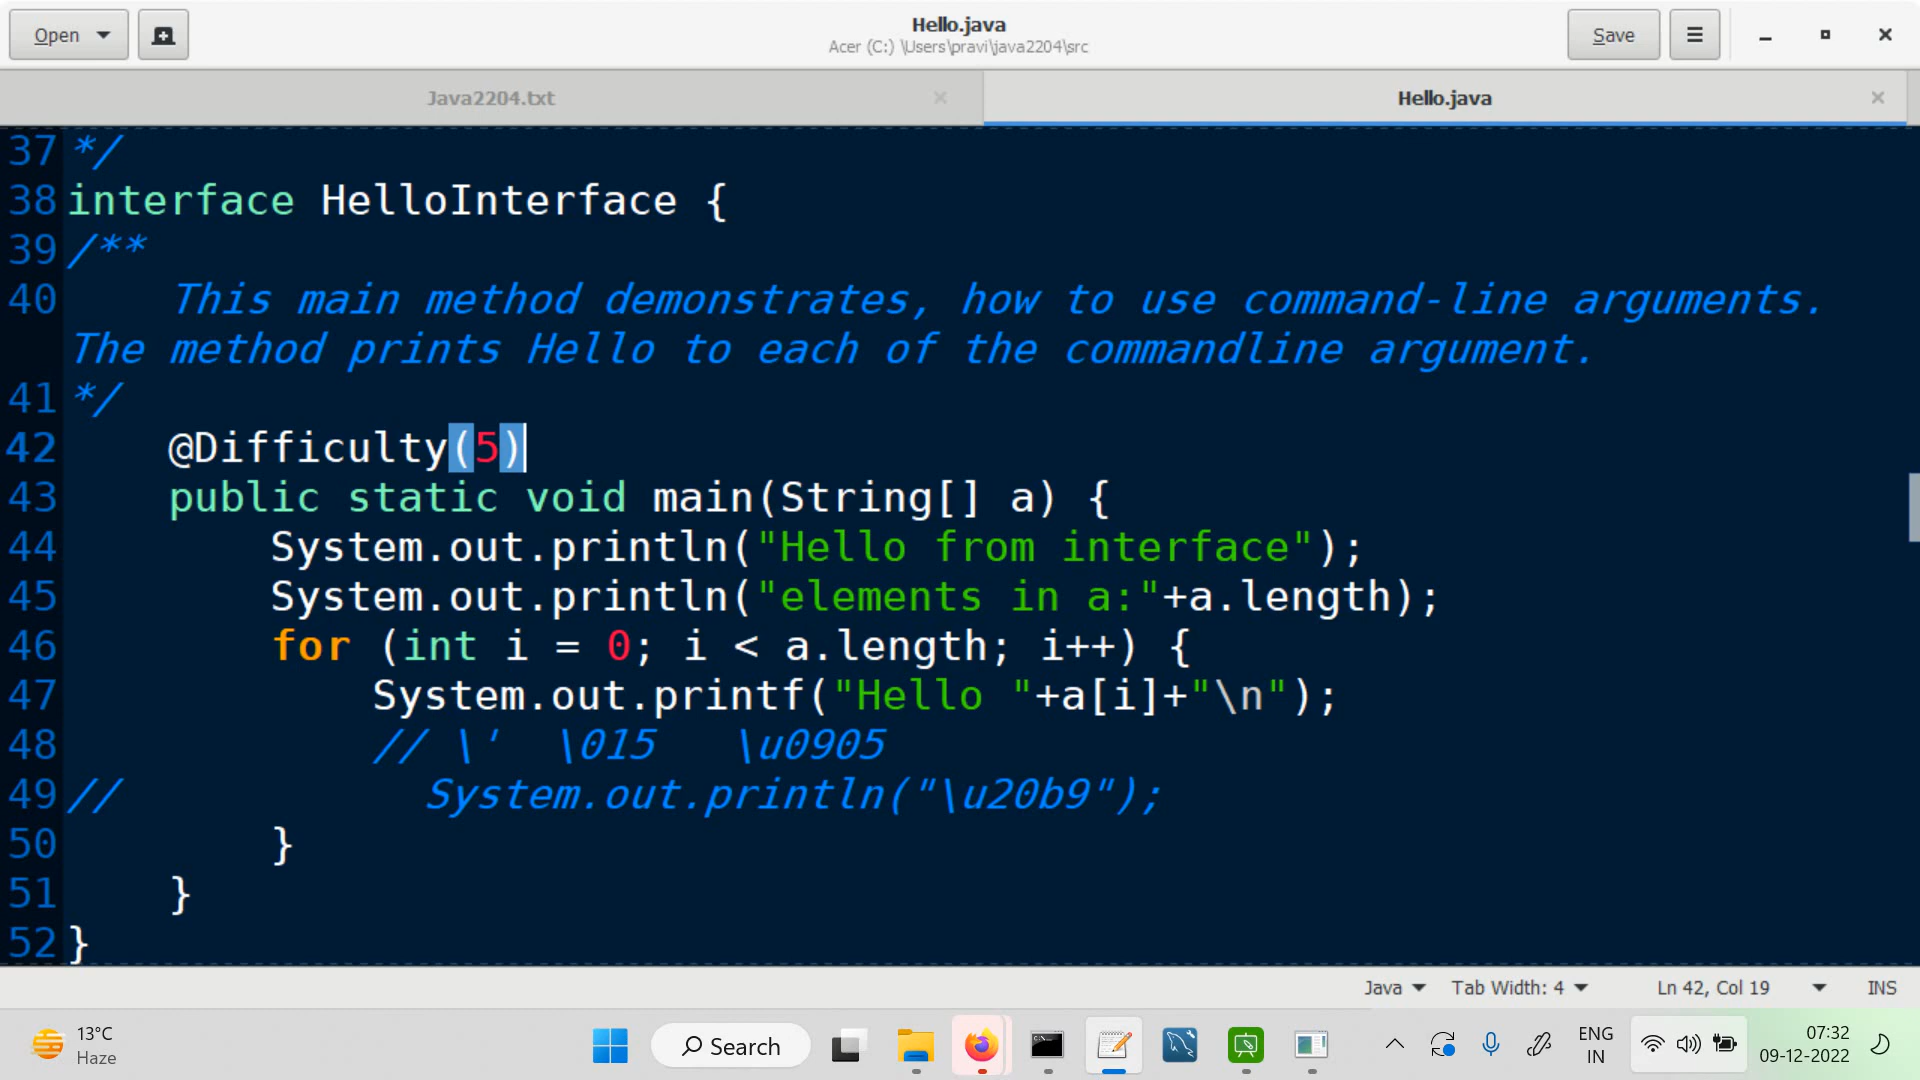 Open
Hello.java
Acer (C:) \Users\pravi\java2204\src
Save
Java2204.txt
Hello.java
37 */
38 interface HelloInterface {
39 /**
40     This main method demonstrates, how to use command-line arguments.
The method prints Hello to each of the commandline argument.
41 */
42     @Difficulty(5)
43     public static void main(String[] a) {
44         System.out.println("Hello from interface");
45         System.out.println("elements in a:"+a.length);
46         for (int i = 0; i < a.length; i++) {
47             System.out.printf("Hello "+a[i]+"\n");
48             // \'  \015   \u0905
49 //            System.out.println("\u20b9");
50         }
51     }
52 }
Java Tab Width: 4 Ln 42, Col 19 INS
13°C
Haze
Search
ENG
IN
07:32
09-12-2022